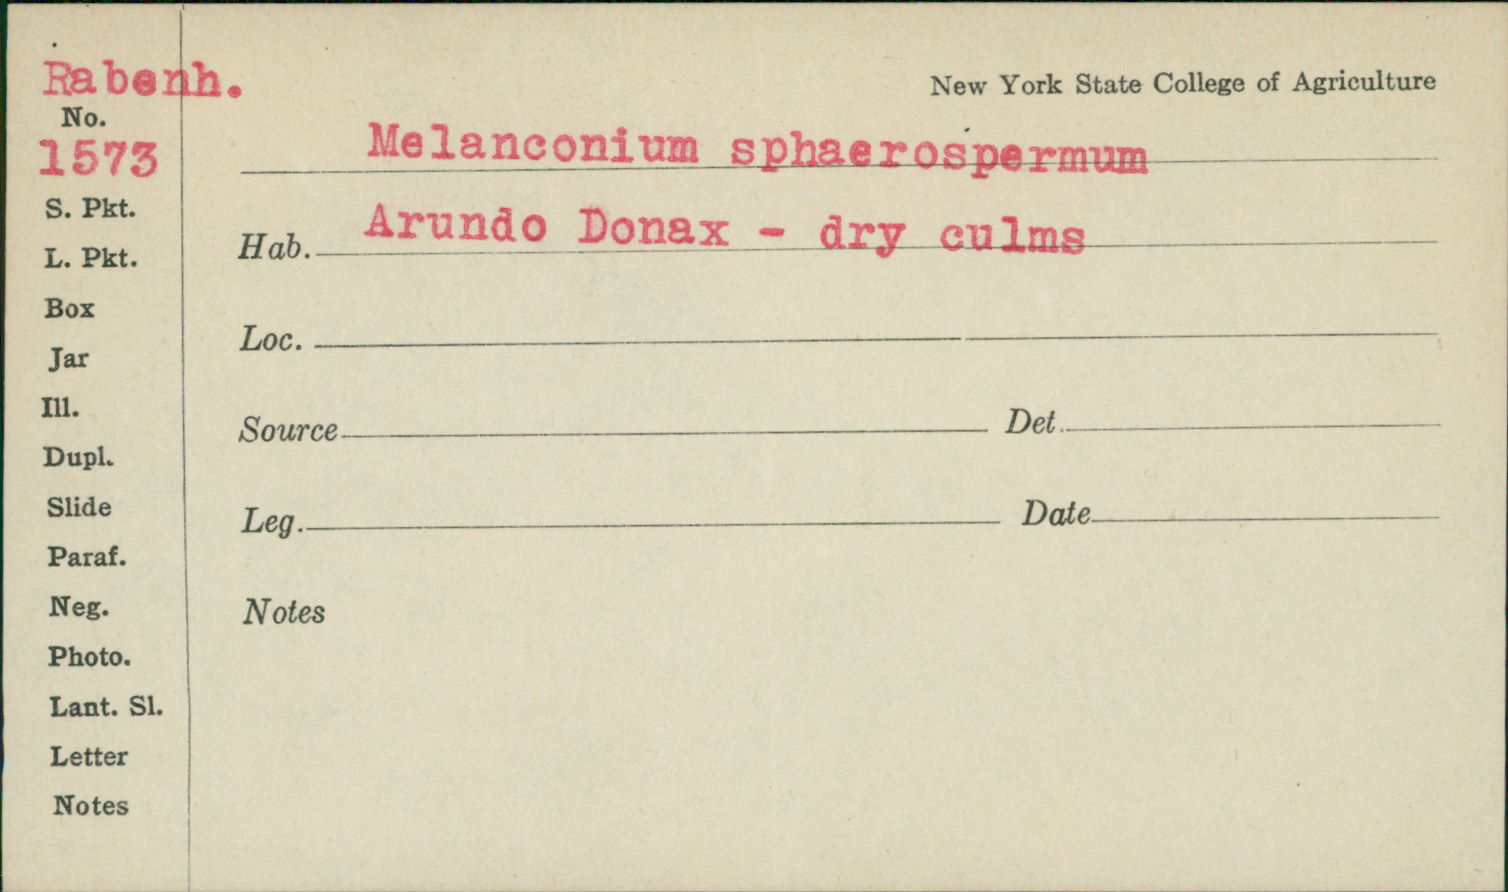 Rabenh.
New York State College of Agriculture
No.
1573
Melanconium sphaerospermum
S. Pkt.
Hab. Arundo Donax - dry culms
L. Pkt.
Box
Loc.
Jar
Ill.
Source Det.
Dupl.
Slide
Leg. Date
Paraf.
Neg.
Notes
Photo.
Lant. Sl.
Letter
Notes